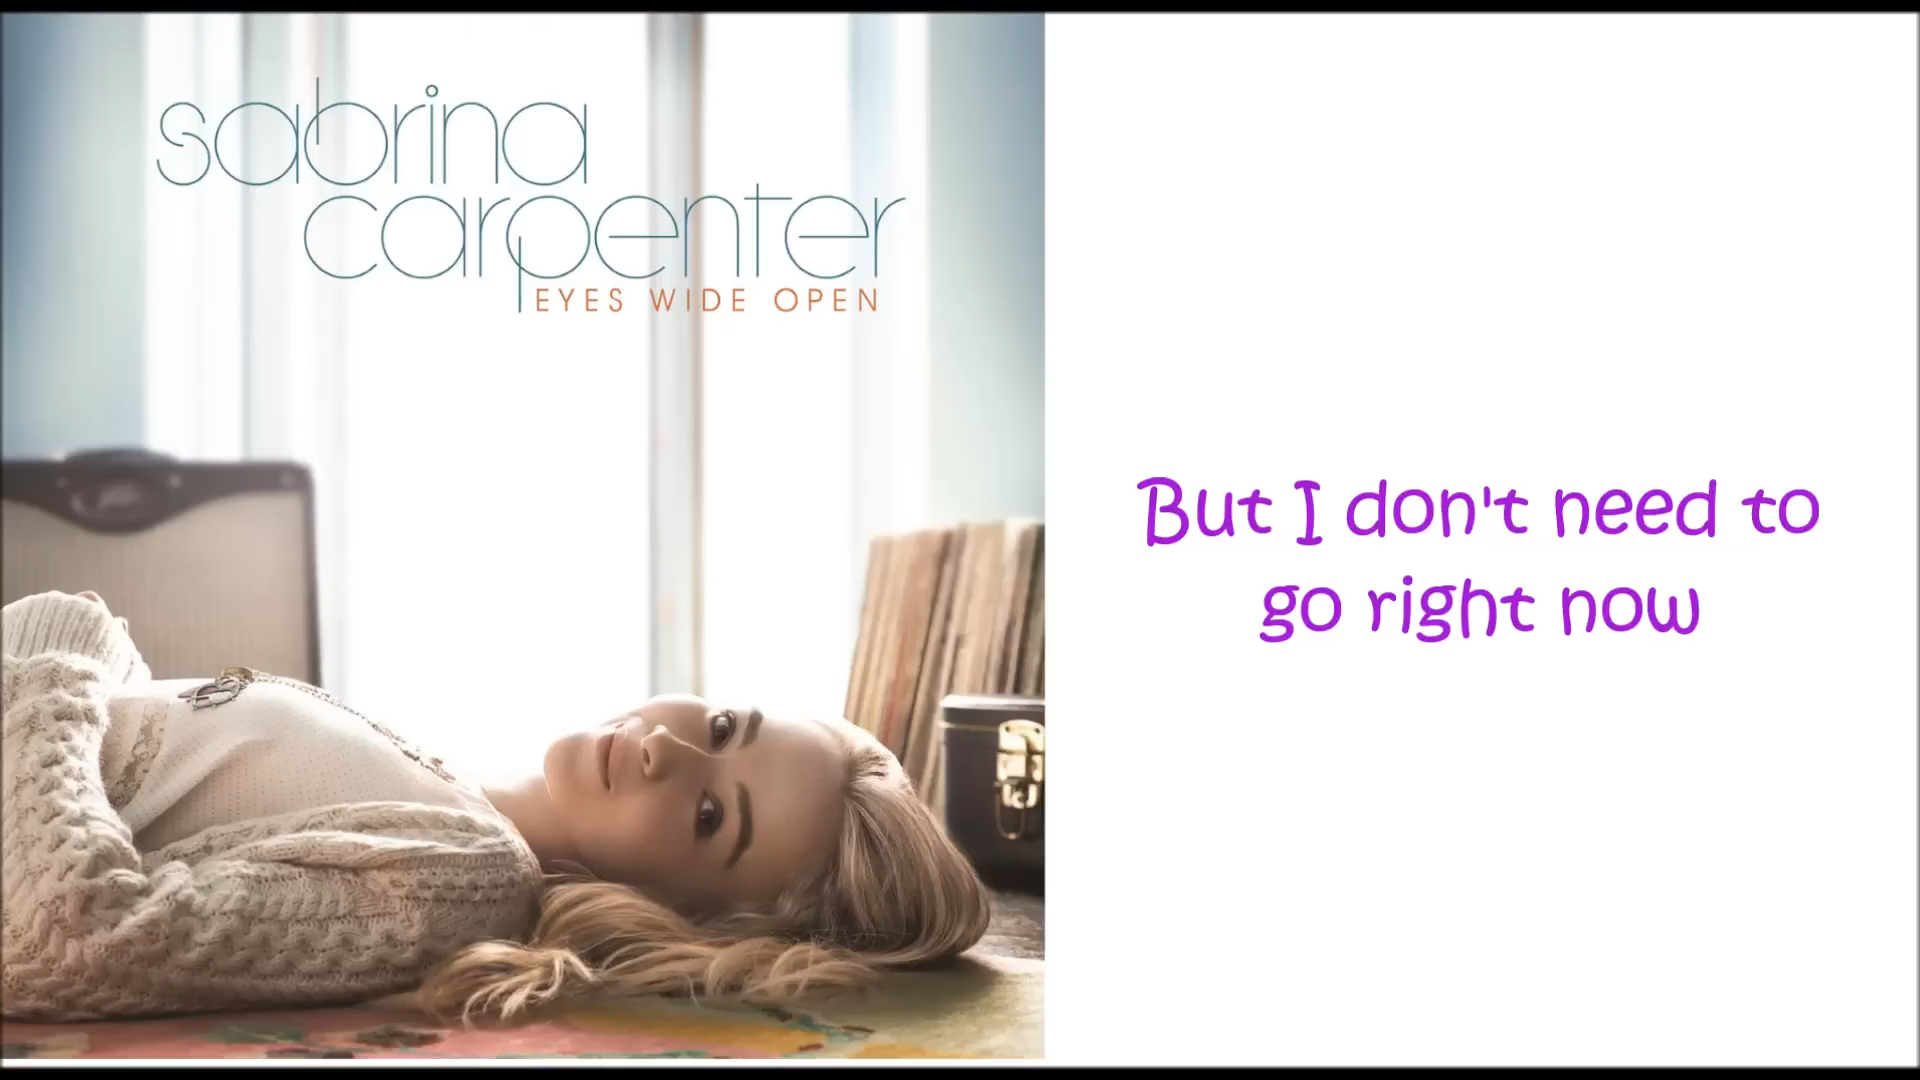 sabrina
carpenter
EYES WIDE OPEN
But I don't need to
go right now